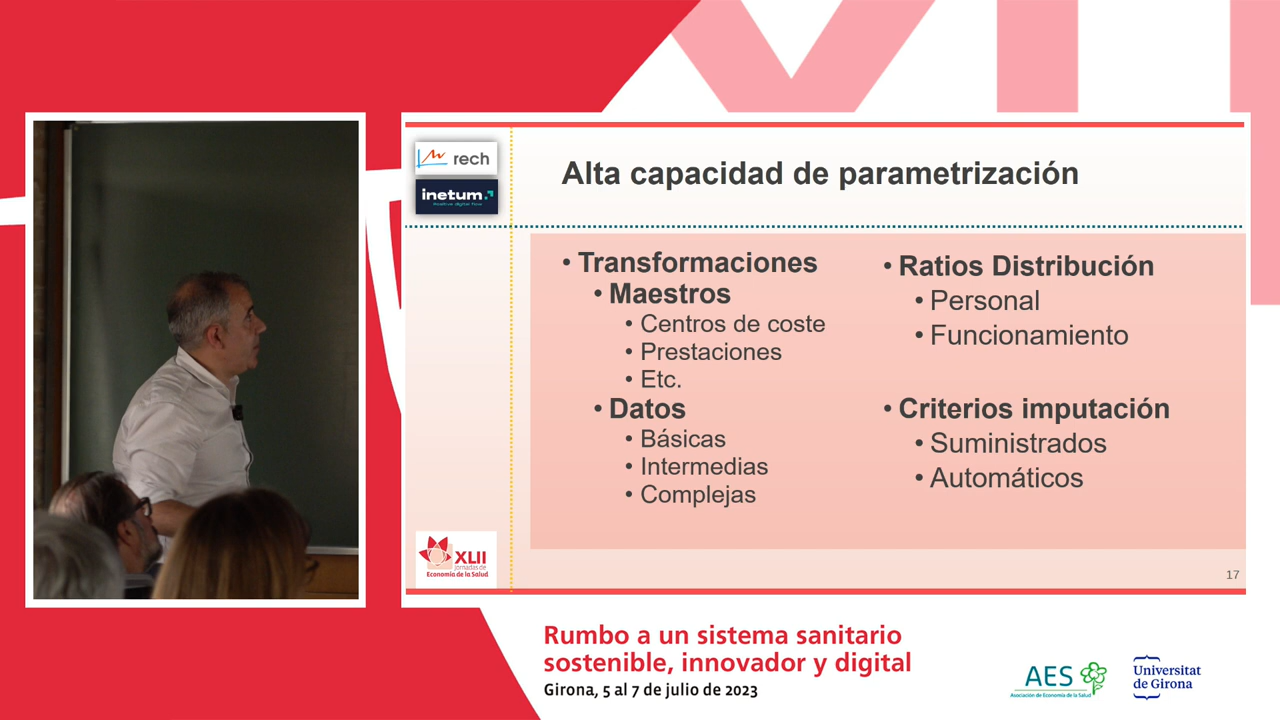 rech
inetum.
Alta capacidad de parametrización
• Transformaciones
• Maestros
• Centros de coste
• Prestaciones
• Etc.
• Datos
• Básicas
• Intermedias
• Complejas
• Ratios Distribución
• Personal
• Funcionamiento
• Criterios imputación
• Suministrados
• Automáticos
XLII
Jornadas de
Economía de la Salud
17
Rumbo a un sistema sanitario
sostenible, innovador y digital
Girona, 5 al 7 de julio de 2023
AES
Asociación de Economía de la Salud
Universitat
de Girona